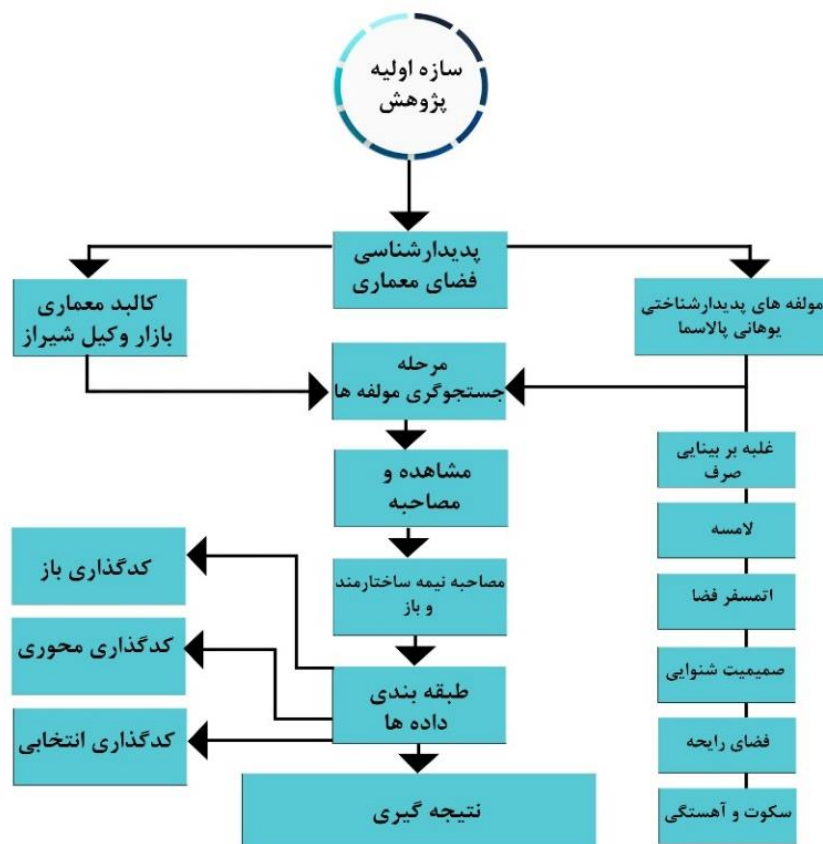 سازه اولیه
پژوهش
پدیدارشناسی
فضای معماری
مولفه های پدیدارشناختی
یوهانی پالاسما
کالبد معماری
بازار وکیل شیراز
مرحله
جستجوگری مولفه ها
غلبه بر بینایی
صرف
لامسه
اتمسفر فضا
صمیمیت شنوایی
فضای رایحه
سکوت و آهستگی
مشاهده و
مصاحبه
مصاحبه نیمه ساختارمند
و باز
طبقه بندی
داده ها
کدگذاری باز
کدگذاری محوری
کدگذاری انتخابی
نتیجه گیری